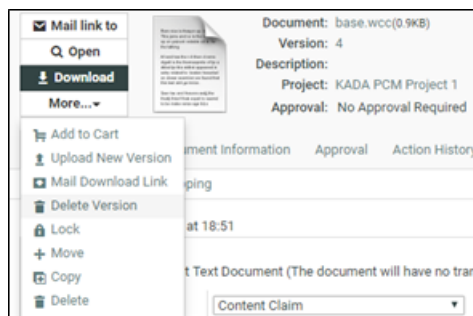 Mail link to
Open
Download
More...
Document: base.wcc(0.9KB)
Version: 4
Description:
Project: KADA PCM Project 1
Approval: No Approval Required
Add to Cart
Upload New Version
Mail Download Link
Delete Version
Lock
Move
Copy
Delete
ument Information Approval Action History
ping
at 18:51
t Text Document (The document will have no tran
Content Claim